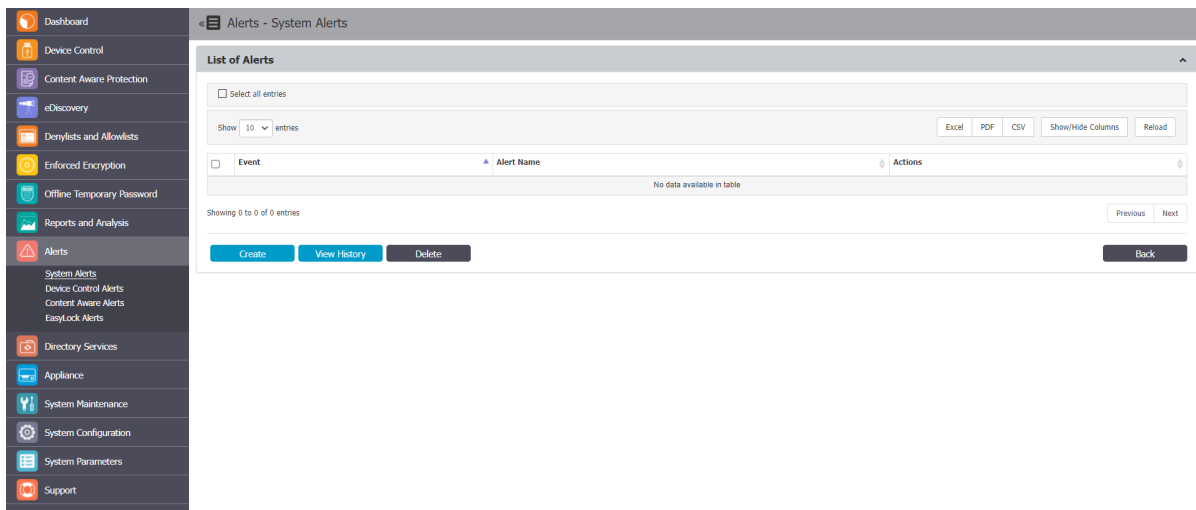 Dashboard
Device Control
Content Aware Protection
eDiscovery
Denylists and Allowlists
Enforced Encryption
Offline Temporary Password
Reports and Analysis
Alerts
System Alerts
Device Control Alerts
Content Aware Alerts
EasyLock Alerts
Directory Services
Appliance
System Maintenance
System Configuration
System Parameters
Support
Alerts - System Alerts
List of Alerts
Select all entries
Show 10 entries
Excel PDF CSV Show/Hide Columns Reload
Event Alert Name Actions
No data available in table
Showing 0 to 0 of 0 entries
Previous Next
Create View History Delete Back